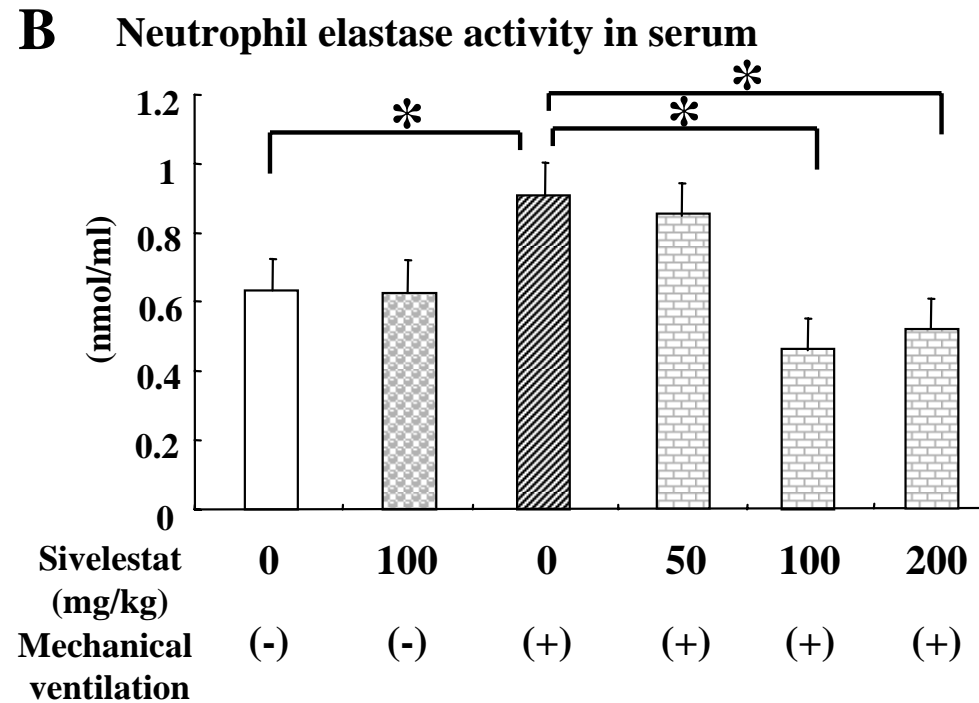 B Neutrophil elastase activity in serum
*
*
*
1.2
1
0.8
0.6
0.4
0.2
0
(nmol/ml)
Sivelestat 0 100 0 50 100 200
(mg/kg)
Mechanical (-) (-) (+) (+) (+) (+)
ventilation